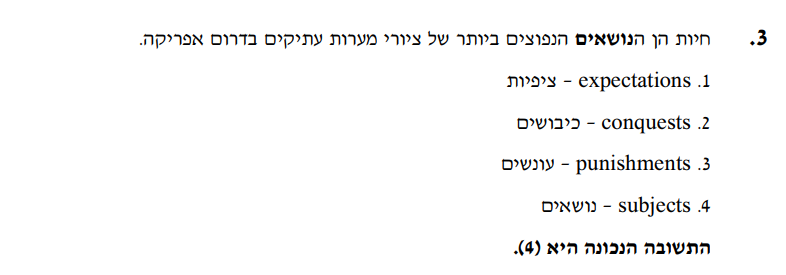 3. חיות הן הנושאים הנפוצים ביותר של ציורי מערות עתיקים בדרום אפריקה.
1. expectations – ציפיות
2. conquests – כיבושים
3. punishments – עונשים
4. subjects – נושאים
התשובה הנכונה היא (4).